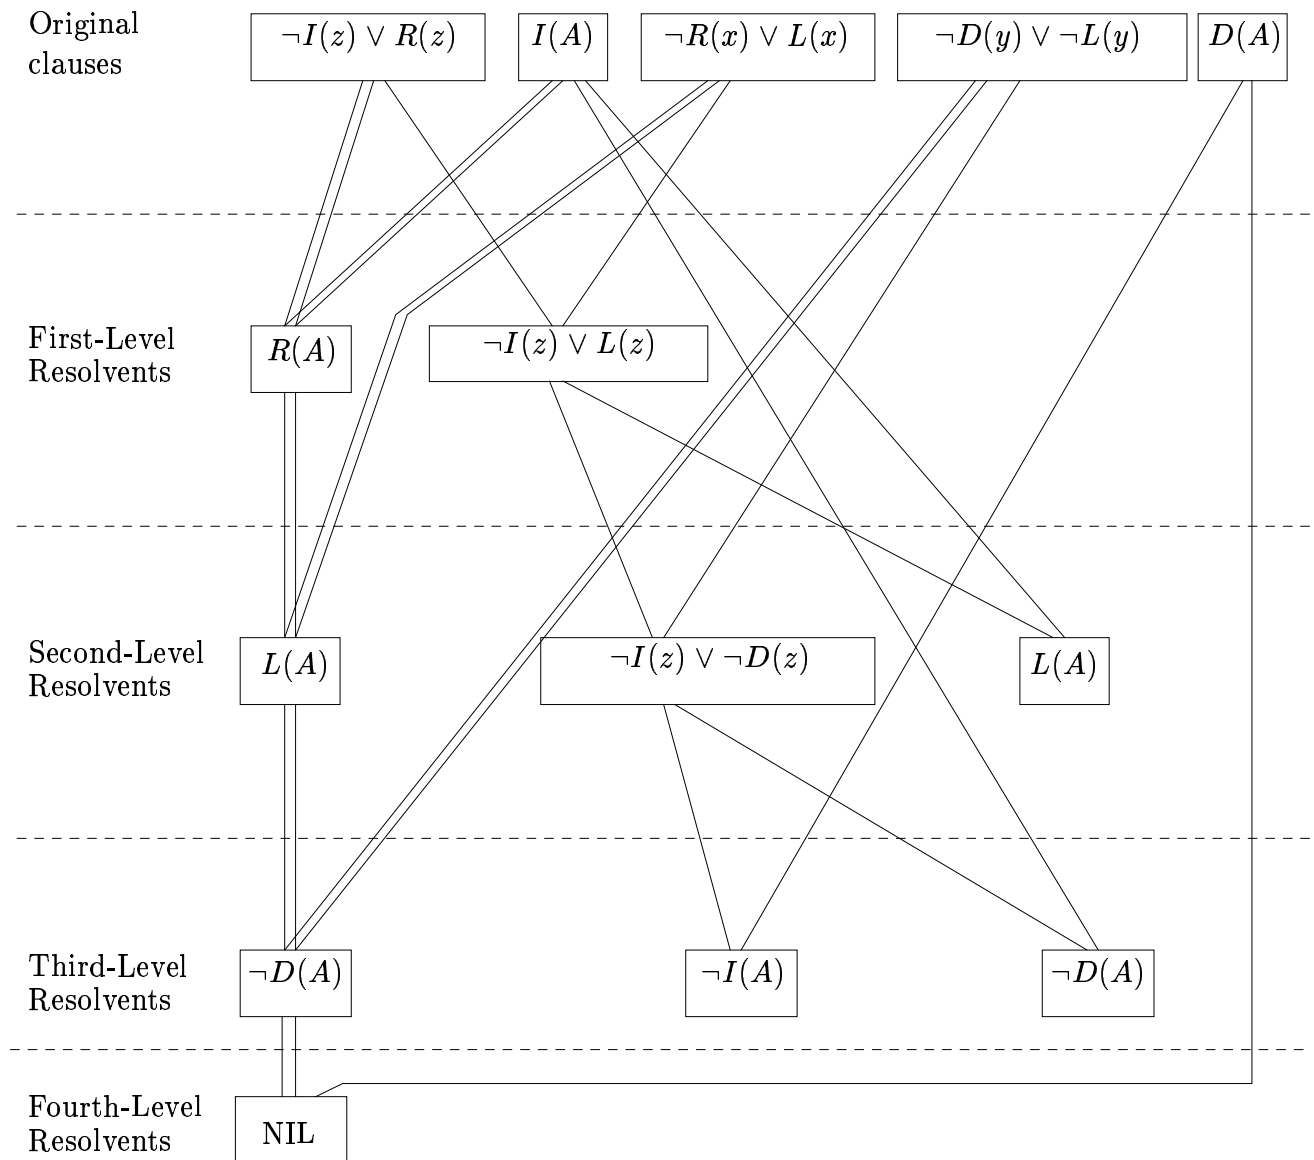 Original
clauses
¬I(z) ∨ R(z)
I(A)
¬R(x) ∨ L(x)
¬D(y) ∨ ¬L(y)
D(A)
First-Level
Resolvents
R(A)
¬I(z) ∨ L(z)
Second-Level
Resolvents
L(A)
¬I(z) ∨ ¬D(z)
L(A)
Third-Level
Resolvents
¬D(A)
¬I(A)
¬D(A)
Fourth-Level
Resolvents
NIL